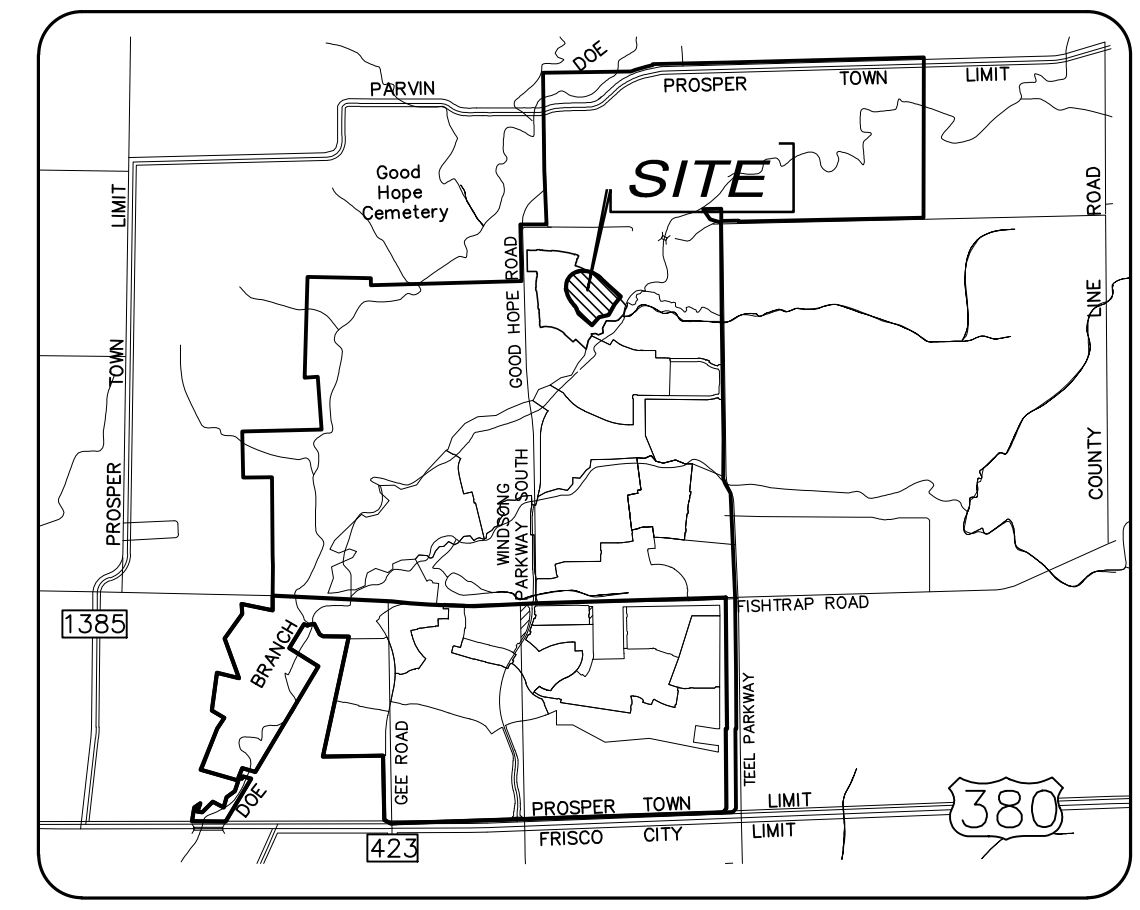 DOE
PARVIN
PROSPER TOWN LIMIT
Good
Hope
Cemetery
SITE
PROSPER TOWN LIMIT
GOOD HOPE ROAD
COUNTY LINE ROAD
WINDSONG
PARKWAY SOUTH
1385
BRANCH
DOE
FISHTRAP ROAD
GEE ROAD
TEEL PARKWAY
PROSPER TOWN LIMIT
FRISCO CITY LIMIT
380
423